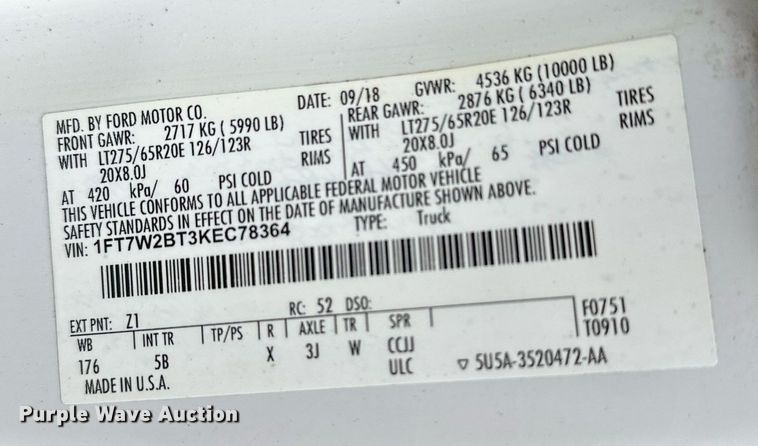 MFD. BY FORD MOTOR CO. DATE: 09/18 GVWR: 4536 KG (10000 LB)
FRONT GAWR: 2717 KG ( 5990 LB) REAR GAWR: 2876 KG ( 6340 LB)
WITH LT275/65R20E 126/123R TIRES WITH LT275/65R20E 126/123R TIRES
20X8.0J RIMS 20X8.0J RIMS
AT 420 kPa/ 60 PSI COLD AT 450 kPa/ 65 PSI COLD
THIS VEHICLE CONFORMS TO ALL APPLICABLE FEDERAL MOTOR VEHICLE
SAFETY STANDARDS IN EFFECT ON THE DATE OF MANUFACTURE SHOWN ABOVE.
VIN: 1FT7W2BT3KEC78364 TYPE: Truck
EXT PNT: Z1 RC: 52 DSO: F0751
WB INT TR TP/PS R AXLE TR SPR T0910
176 5B X 3J W CCJJ
ULC 5U5A-3520472-AA
MADE IN U.S.A.
Purple Wave Auction